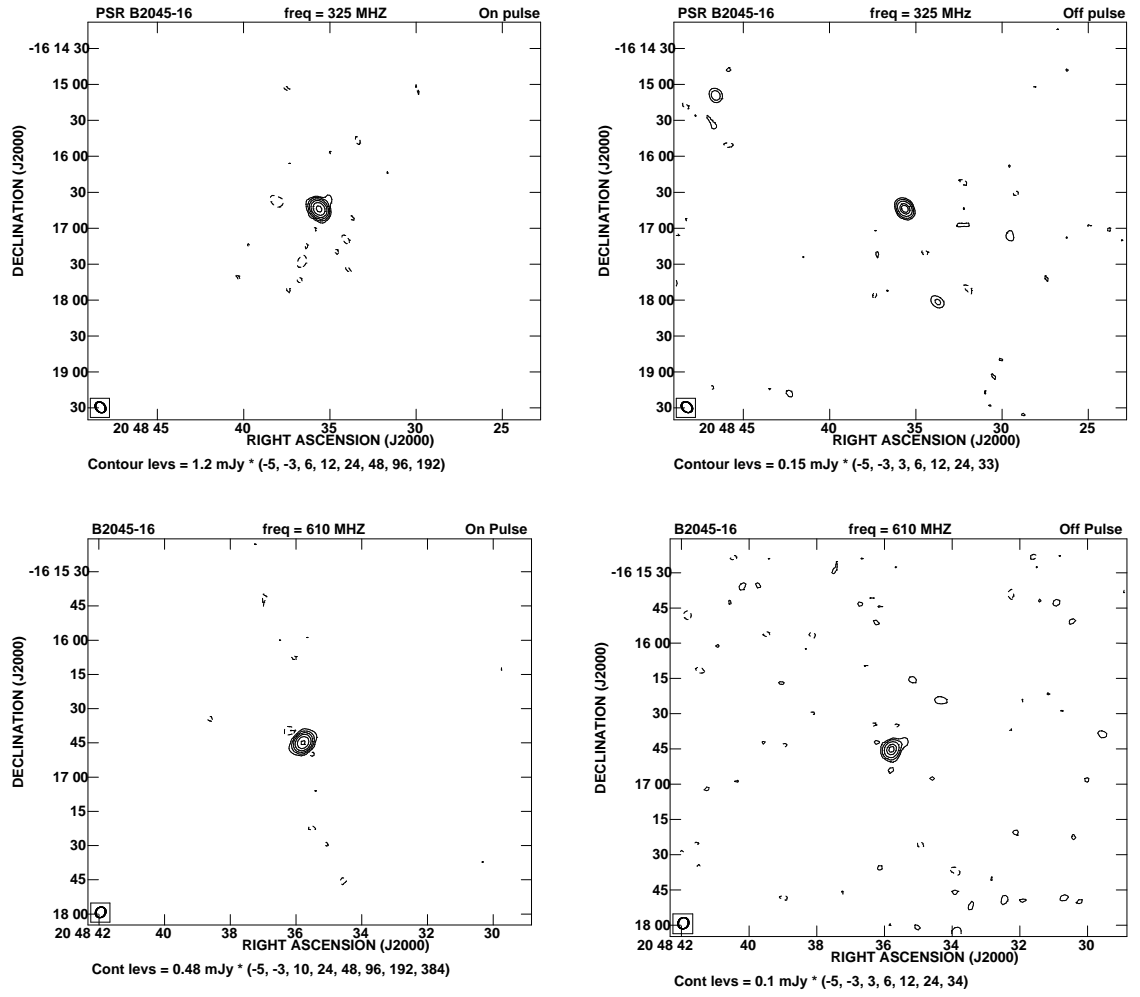 PSR B2045-16 freq = 325 MHZ On pulse
DECLINATION (J2000)
-16 14 30
15 00
30
16 00
30
17 00
30
18 00
30
19 00
30
20 48 45 40 35 30 25
RIGHT ASCENSION (J2000)
Contour levs = 1.2 mJy * (-5, -3, 6, 12, 24, 48, 96, 192)
PSR B2045-16 freq = 325 MHz Off pulse
DECLINATION (J2000)
-16 14 30
15 00
30
16 00
30
17 00
30
18 00
30
19 00
30
20 48 45 40 35 30 25
RIGHT ASCENSION (J2000)
Contour levs = 0.15 mJy * (-5, -3, 3, 6, 12, 24, 33)
B2045-16 freq = 610 MHZ On Pulse
DECLINATION (J2000)
-16 15 30
45
16 00
15
30
45
17 00
15
30
45
18 00
20 48 42 40 38 36 34 32 30
RIGHT ASCENSION (J2000)
Cont levs = 0.48 mJy * (-5, -3, 10, 24, 48, 96, 192, 384)
B2045-16 freq = 610 MHZ Off Pulse
DECLINATION (J2000)
-16 15 30
45
16 00
15
30
45
17 00
15
30
45
18 00
20 48 42 40 38 36 34 32 30
RIGHT ASCENSION (J2000)
Cont levs = 0.1 mJy * (-5, -3, 3, 6, 12, 24, 34)